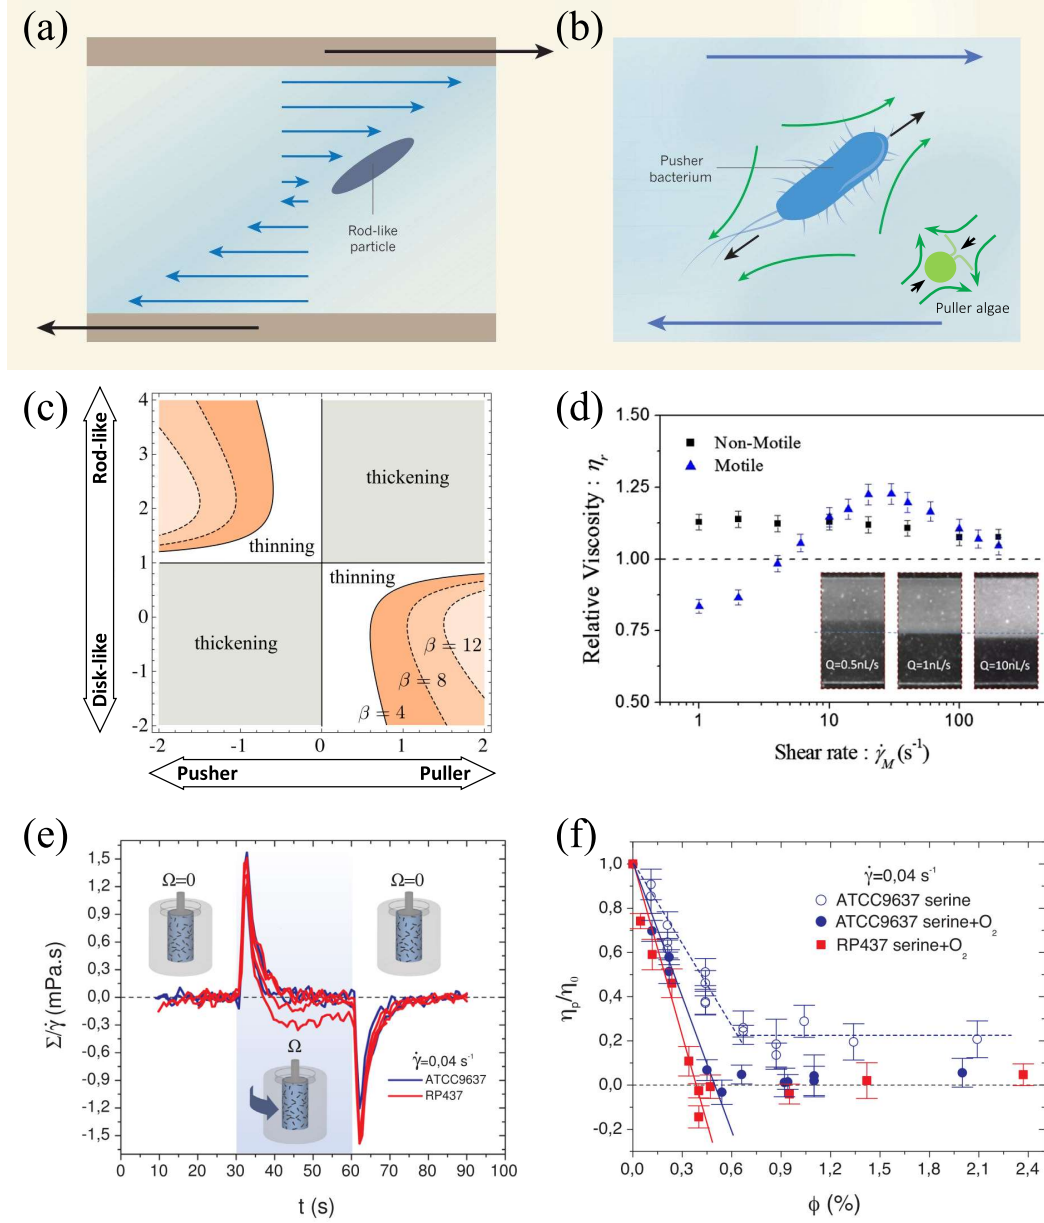 (a)
Rod-like
particle
(b)
Pusher
bacterium
Puller algae
(c)
Rod-like
Disk-like
4
3
2
1
0
-1
-2
thickening
thinning
thinning
thickening
β = 12
β = 8
β = 4
-2 -1 0 1 2
Pusher Puller
(d)
Relative Viscosity : ηr
1.50
1.25
1.00
0.75
0.50
Non-Motile
Motile
Q=0.5nL/s Q=1nL/s Q=10nL/s
1 10 100
Shear rate : γ̇M (s⁻¹)
(e)
Σ/γ̇ (mPa.s)
1,5
1,2
0,9
0,6
0,3
0,0
-0,3
-0,6
-0,9
-1,2
-1,5
Ω=0 Ω=0
Ω
γ̇=0,04 s⁻¹
ATCC9637
RP437
0 10 20 30 40 50 60 70 80 90 100
t (s)
(f)
ηp/η0
1,0
0,8
0,6
0,4
0,2
0,0
-0,2
γ̇=0,04 s⁻¹
ATCC9637 serine
ATCC9637 serine+O₂
RP437 serine+O₂
0,0 0,3 0,6 0,9 1,2 1,5 1,8 2,1 2,4
ϕ (%)